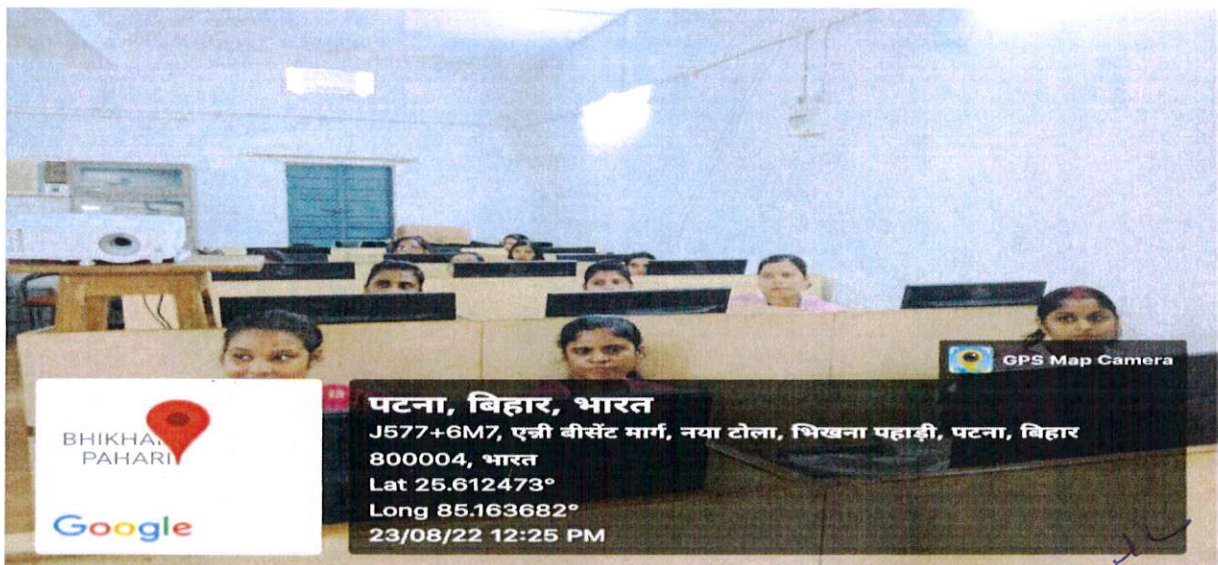 GPS Map Camera
BHIKHA
PAHARI
Google
पटना, बिहार, भारत
J577+6M7, एन्नी बीसेंट मार्ग, नया टोला, भिखना पहाड़ी, पटना, बिहार
800004, भारत
Lat 25.612473°
Long 85.163682°
23/08/22 12:25 PM